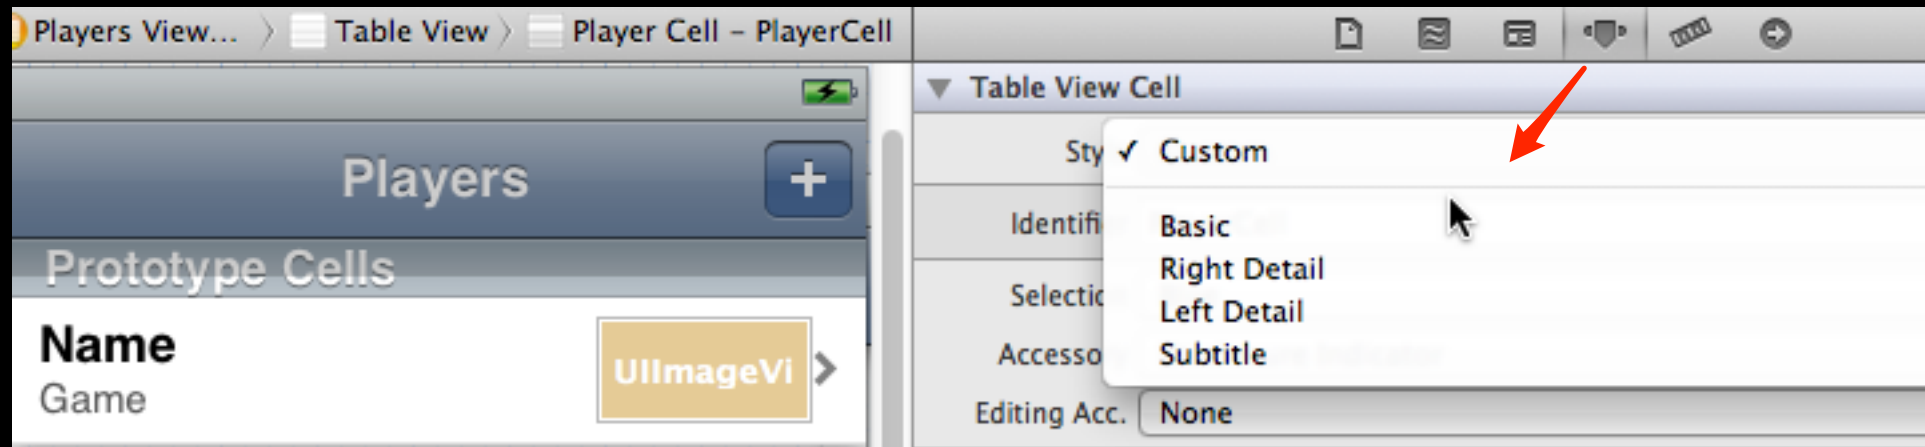 Players View... Table View Player Cell – PlayerCell
Players
Prototype Cells
Name
Game
UIImageVi
Table View Cell
Sty ✓ Custom
Identifi Basic
Right Detail
Selectio
Left Detail
Accesso Subtitle
Editing Acc. None